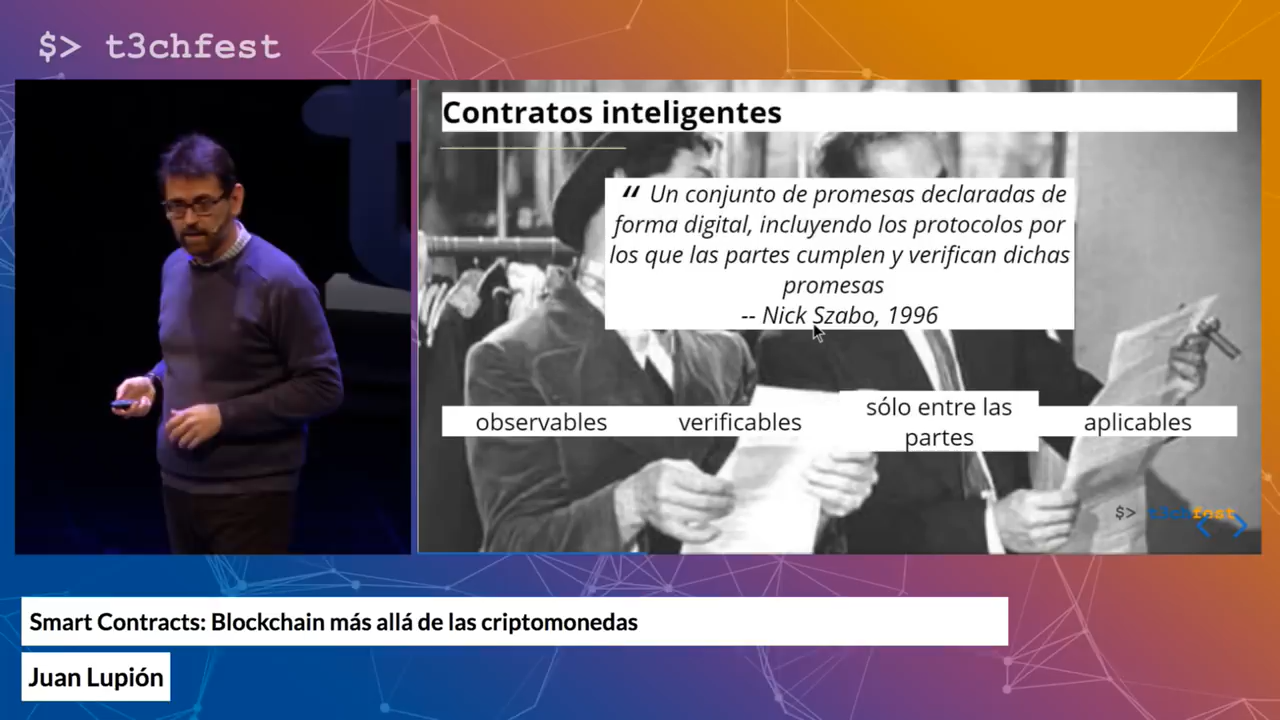 $> t3chfest
Contratos inteligentes
“ Un conjunto de promesas declaradas de
forma digital, incluyendo los protocolos por
los que las partes cumplen y verifican dichas
promesas
-- Nick Szabo, 1996
observables
verificables
sólo entre las
partes
aplicables
$> t3chfest
Smart Contracts: Blockchain más allá de las criptomonedas
Juan Lupión